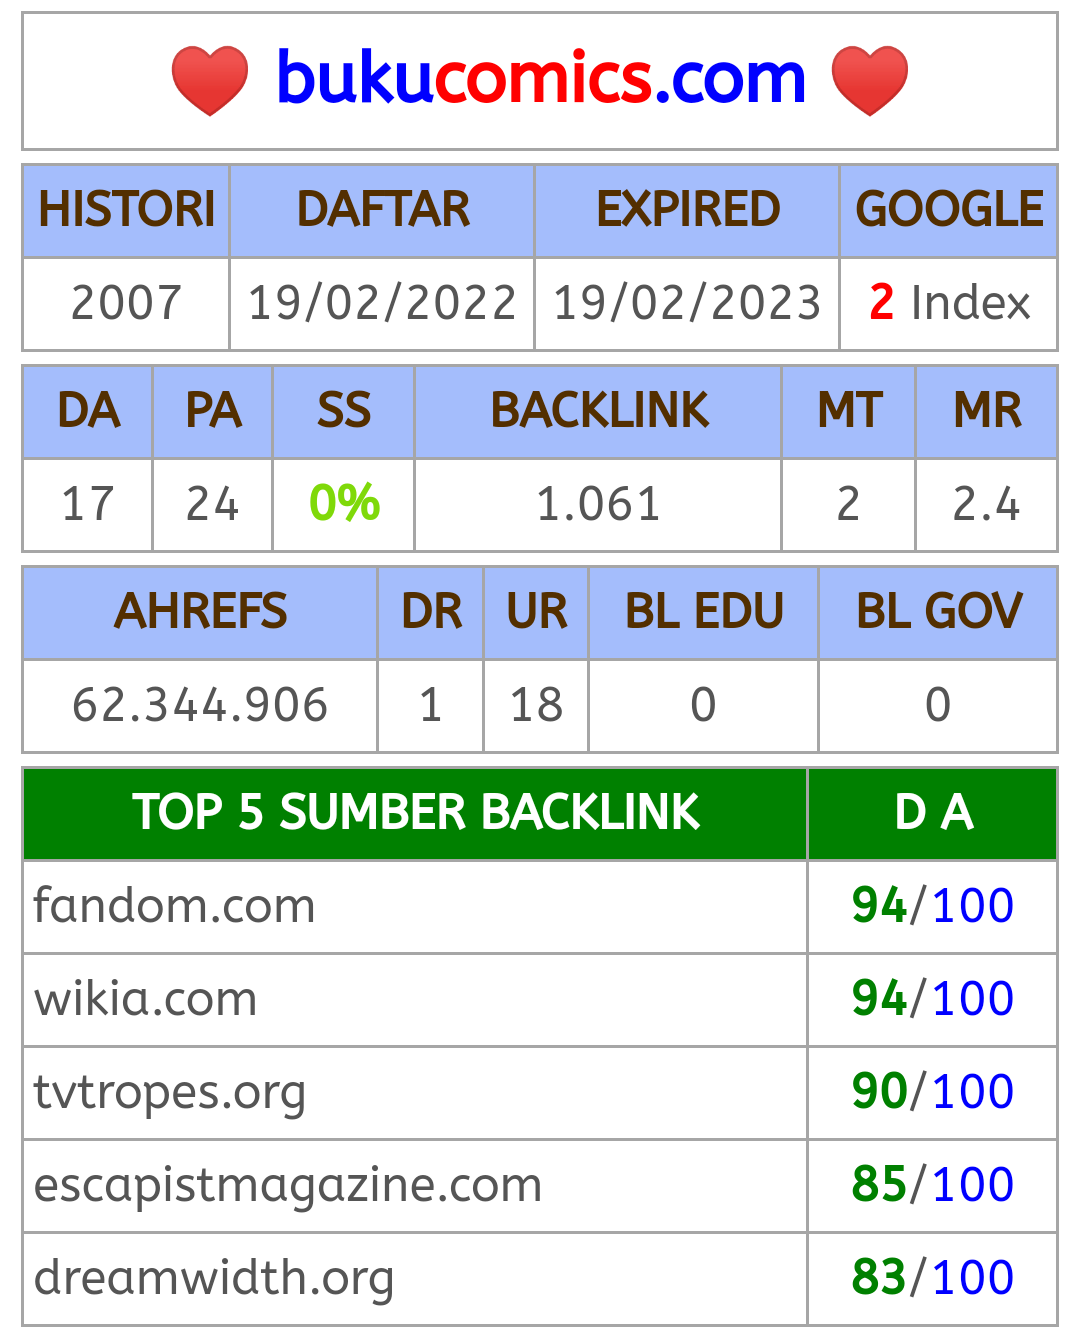 bukucomics.com
HISTORI DAFTAR EXPIRED GOOGLE
2007 19/02/2022 19/02/2023 2 Index
DA PA SS BACKLINK MT MR
17 24 0% 1.061 2 2.4
AHREFS DR UR BL EDU BL GOV
62.344.906 1 18 0 0
TOP 5 SUMBER BACKLINK D A
fandom.com 94/100
wikia.com 94/100
tvtropes.org 90/100
escapistmagazine.com 85/100
dreamwidth.org 83/100